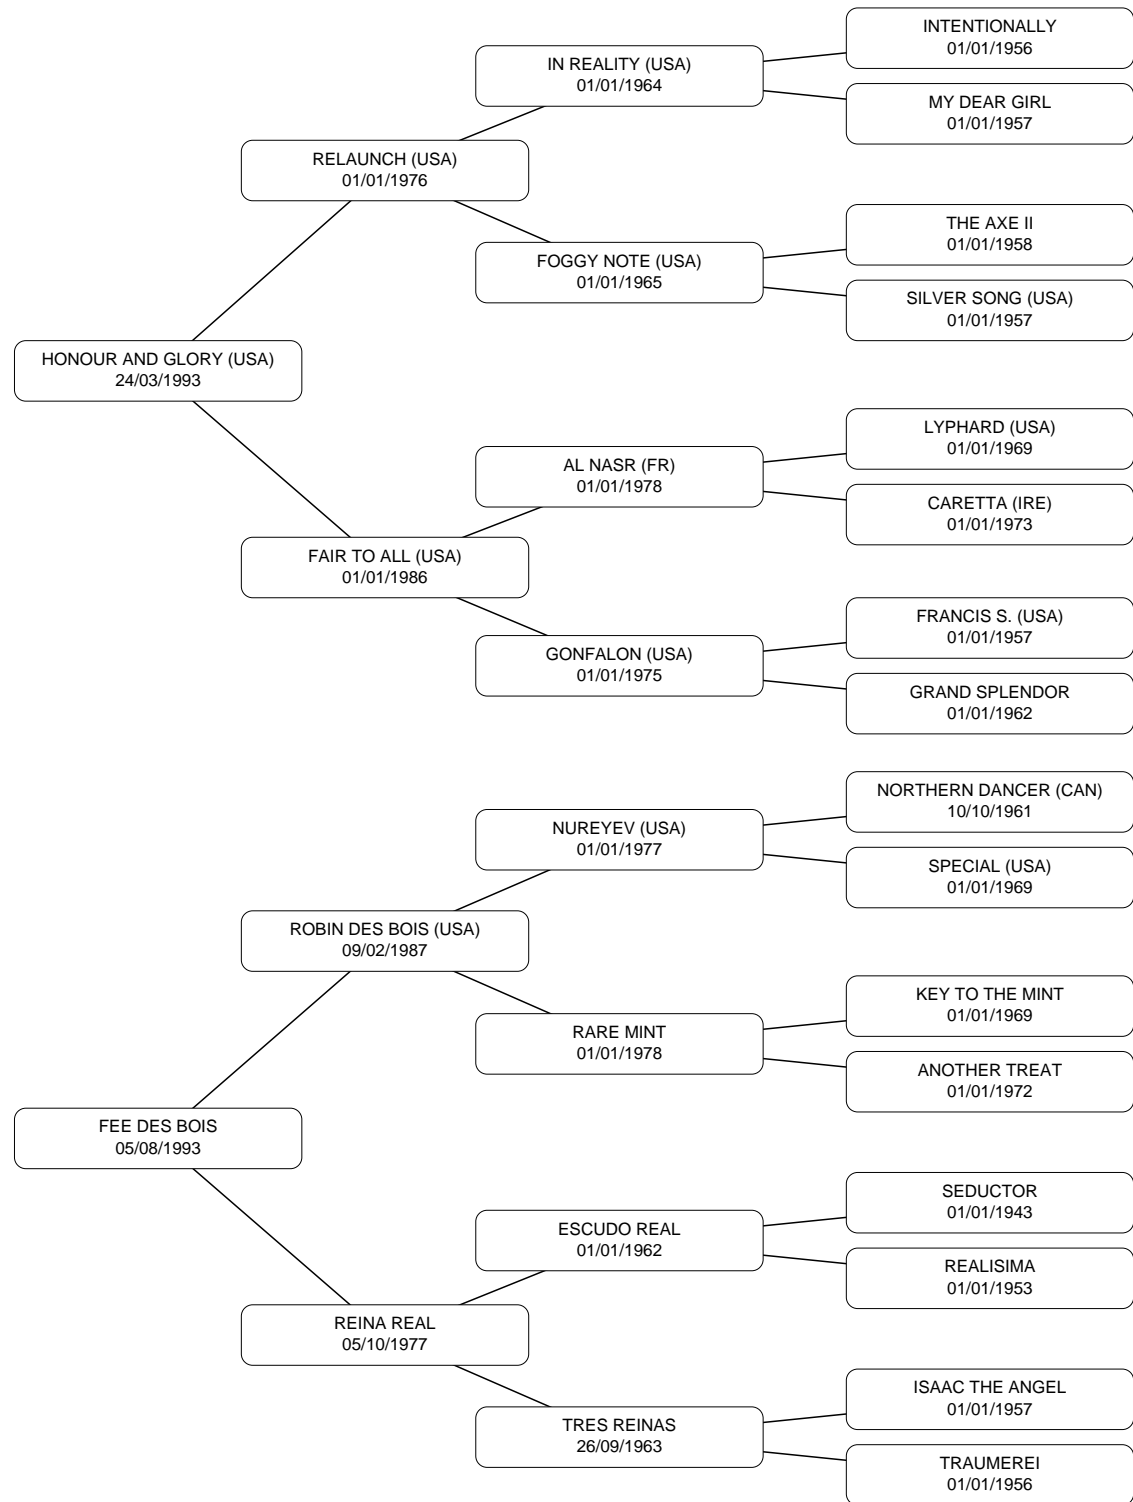 INTENTIONALLY
01/01/1956
IN REALITY (USA)
01/01/1964
MY DEAR GIRL
01/01/1957
RELAUNCH (USA)
01/01/1976
THE AXE II
01/01/1958
FOGGY NOTE (USA)
01/01/1965
SILVER SONG (USA)
01/01/1957
HONOUR AND GLORY (USA)
24/03/1993
LYPHARD (USA)
01/01/1969
AL NASR (FR)
01/01/1978
CARETTA (IRE)
01/01/1973
FAIR TO ALL (USA)
01/01/1986
FRANCIS S. (USA)
01/01/1957
GONFALON (USA)
01/01/1975
GRAND SPLENDOR
01/01/1962
NORTHERN DANCER (CAN)
10/10/1961
NUREYEV (USA)
01/01/1977
SPECIAL (USA)
01/01/1969
ROBIN DES BOIS (USA)
09/02/1987
KEY TO THE MINT
01/01/1969
RARE MINT
01/01/1978
ANOTHER TREAT
01/01/1972
FEE DES BOIS
05/08/1993
SEDUCTOR
01/01/1943
ESCUDO REAL
01/01/1962
REALISIMA
01/01/1953
REINA REAL
05/10/1977
ISAAC THE ANGEL
01/01/1957
TRES REINAS
26/09/1963
TRAUMEREI
01/01/1956